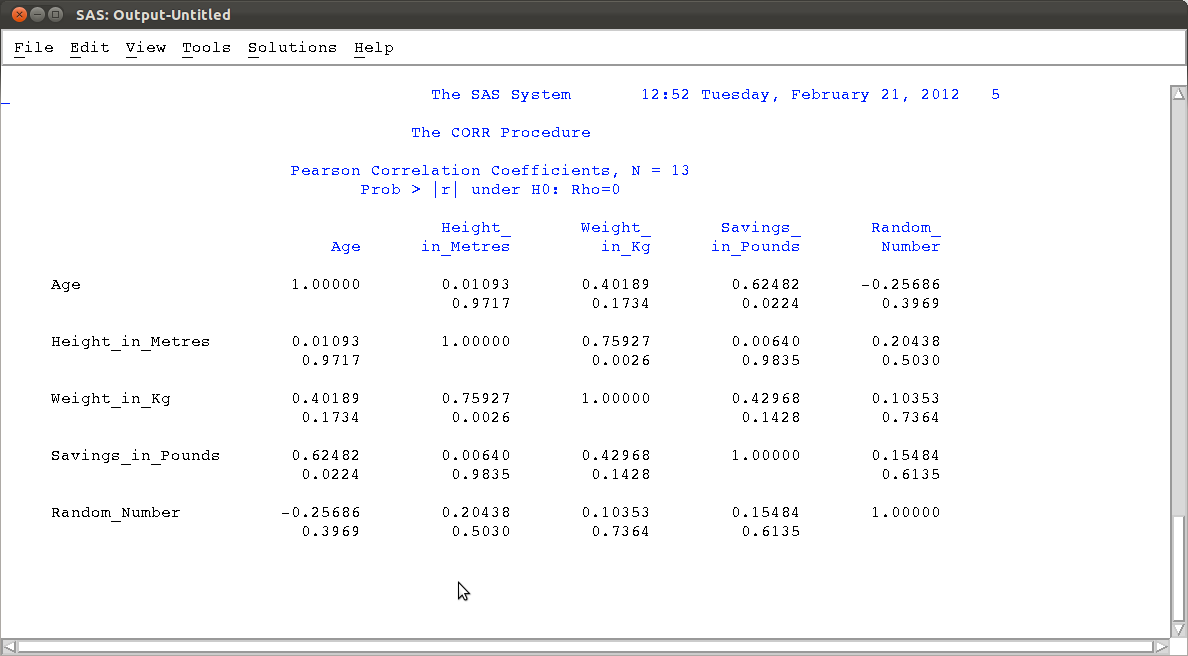 SAS: Output-Untitled
File Edit View Tools Solutions Help
The SAS System 12:52 Tuesday, February 21, 2012 5
The CORR Procedure
Pearson Correlation Coefficients, N = 13
Prob > |r| under H0: Rho=0
Height_ Weight_ Savings_ Random_
Age in_Metres in_Kg in_Pounds Number
Age 1.00000 0.01093 0.40189 0.62482 -0.25686
0.9717 0.1734 0.0224 0.3969
Height_in_Metres 0.01093 1.00000 0.75927 0.00640 0.20438
0.9717 0.0026 0.9835 0.5030
Weight_in_Kg 0.40189 0.75927 1.00000 0.42968 0.10353
0.1734 0.0026 0.1428 0.7364
Savings_in_Pounds 0.62482 0.00640 0.42968 1.00000 0.15484
0.0224 0.9835 0.1428 0.6135
Random_Number -0.25686 0.20438 0.10353 0.15484 1.00000
0.3969 0.5030 0.7364 0.6135